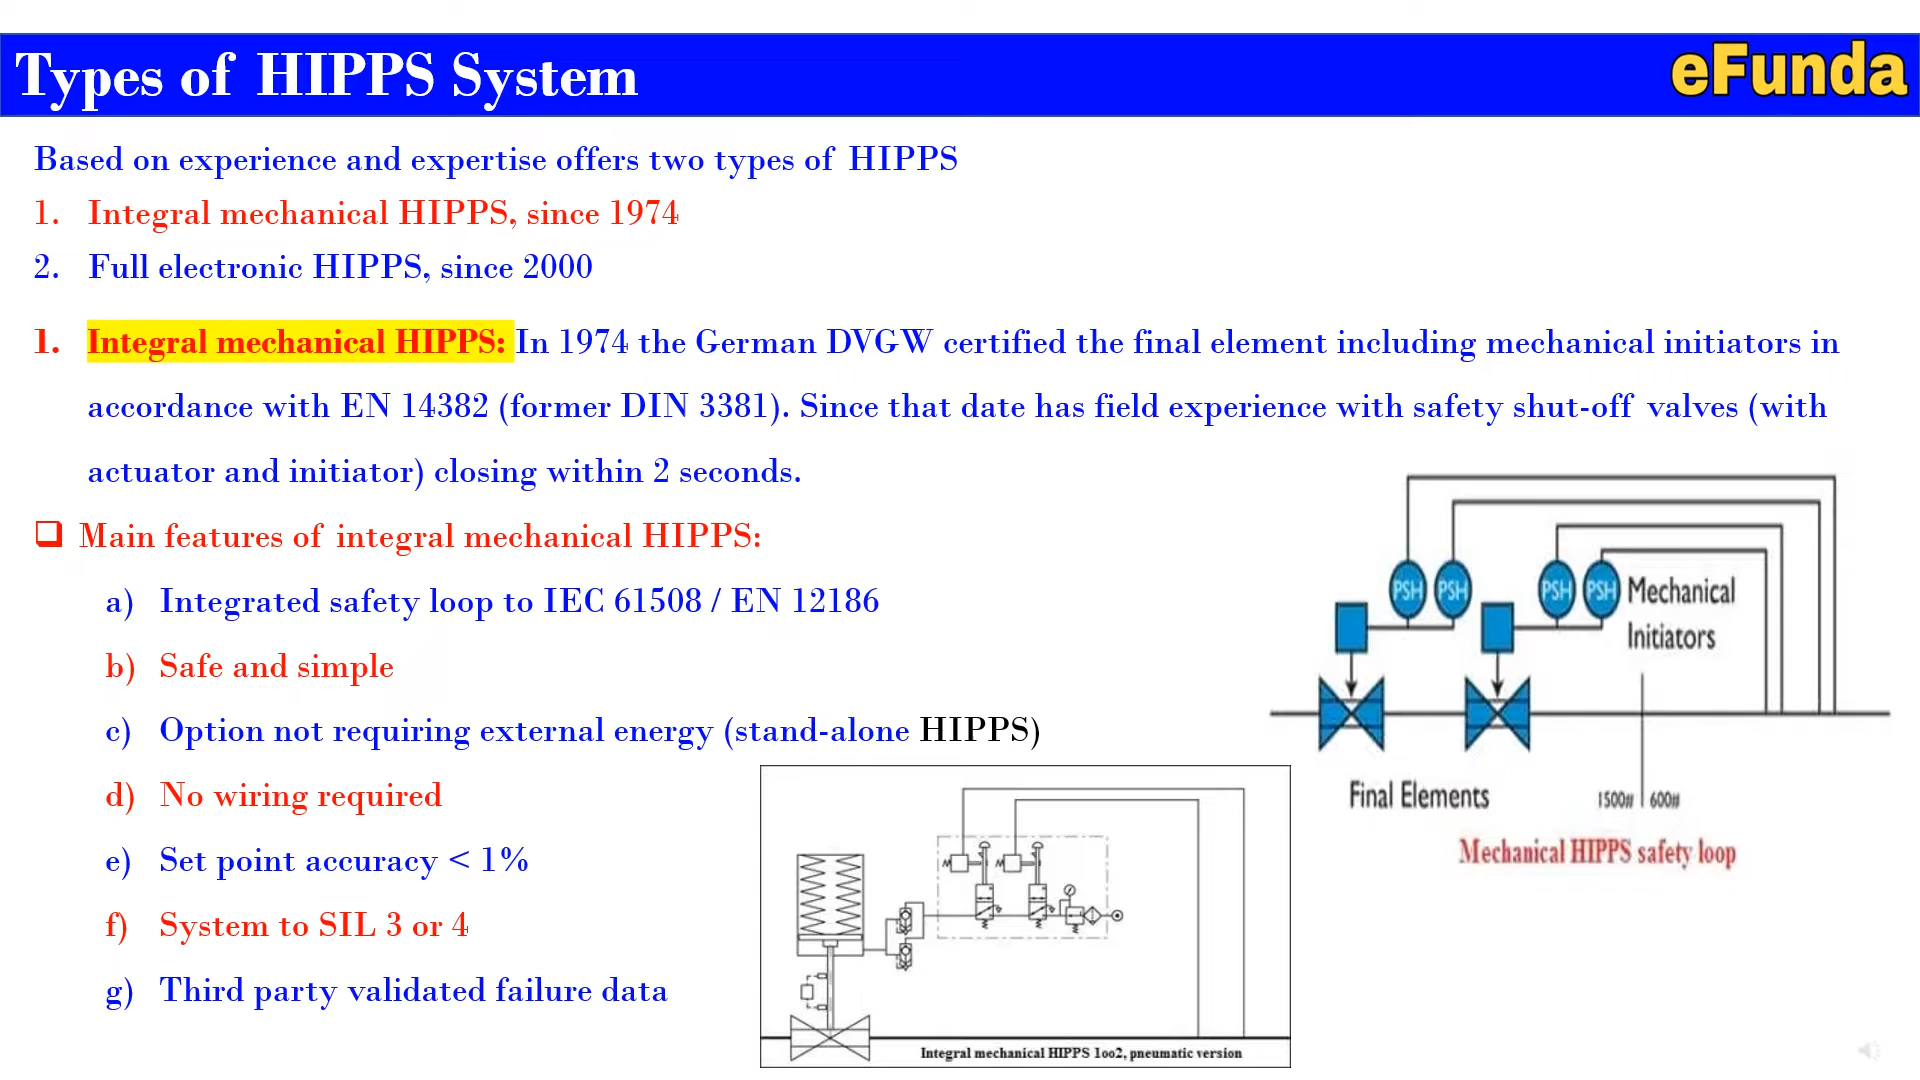 Types of HIPPS System
eFunda
Based on experience and expertise offers two types of HIPPS
1. Integral mechanical HIPPS, since 1974
2. Full electronic HIPPS, since 2000
1. Integral mechanical HIPPS: In 1974 the German DVGW certified the final element including mechanical initiators in
accordance with EN 14382 (former DIN 3381). Since that date has field experience with safety shut-off valves (with
actuator and initiator) closing within 2 seconds.
Main features of integral mechanical HIPPS:
a) Integrated safety loop to IEC 61508 / EN 12186
b) Safe and simple
c) Option not requiring external energy (stand-alone HIPPS)
d) No wiring required
e) Set point accuracy < 1%
f) System to SIL 3 or 4
g) Third party validated failure data
PSH PSH PSH PSH
Mechanical
Initiators
Final Elements
1500# 600#
Mechanical HIPPS safety loop
Integral mechanical HIPPS 1oo2, pneumatic version